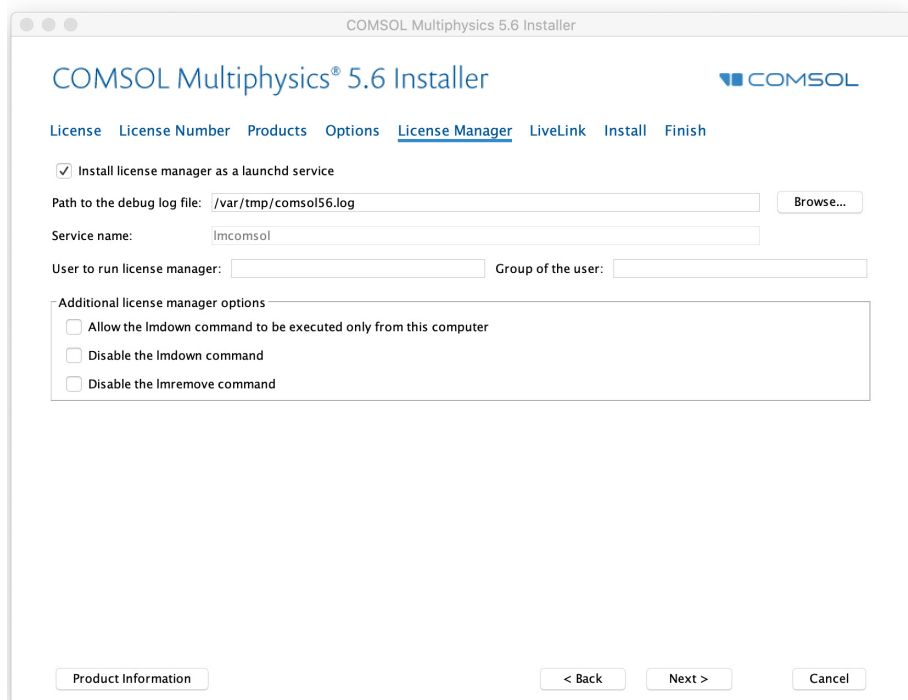 COMSOL Multiphysics 5.6 Installer
COMSOL Multiphysics® 5.6 Installer
COMSOL
License License Number Products Options License Manager LiveLink Install Finish
Install license manager as a launchd service
Path to the debug log file: /var/tmp/comsol56.log Browse...
Service name: lmcomsol
User to run license manager: Group of the user:
Additional license manager options
Allow the lmdown command to be executed only from this computer
Disable the lmdown command
Disable the lmremove command
Product Information < Back Next > Cancel